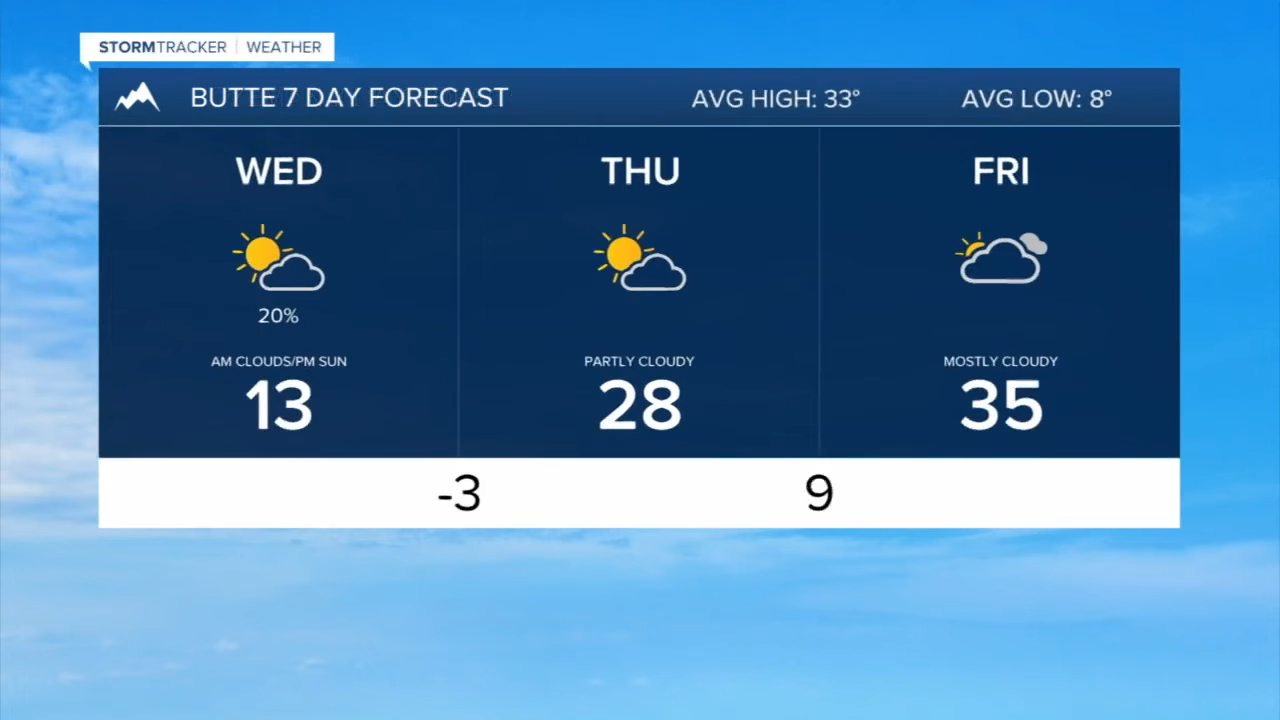 STORMTRACKER | WEATHER
BUTTE 7 DAY FORECAST
AVG HIGH: 33°
AVG LOW: 8°
WED
THU
FRI
20%
AM CLOUDS/PM SUN
PARTLY CLOUDY
MOSTLY CLOUDY
13
28
35
-3
9